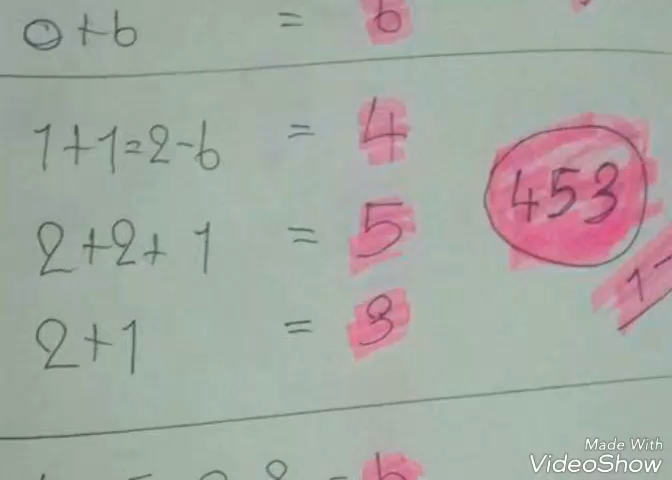 0+6 = 6
1+1=2-6 = 4
2+2+1 = 5
453
2+1 = 3
Made With
VideoShow